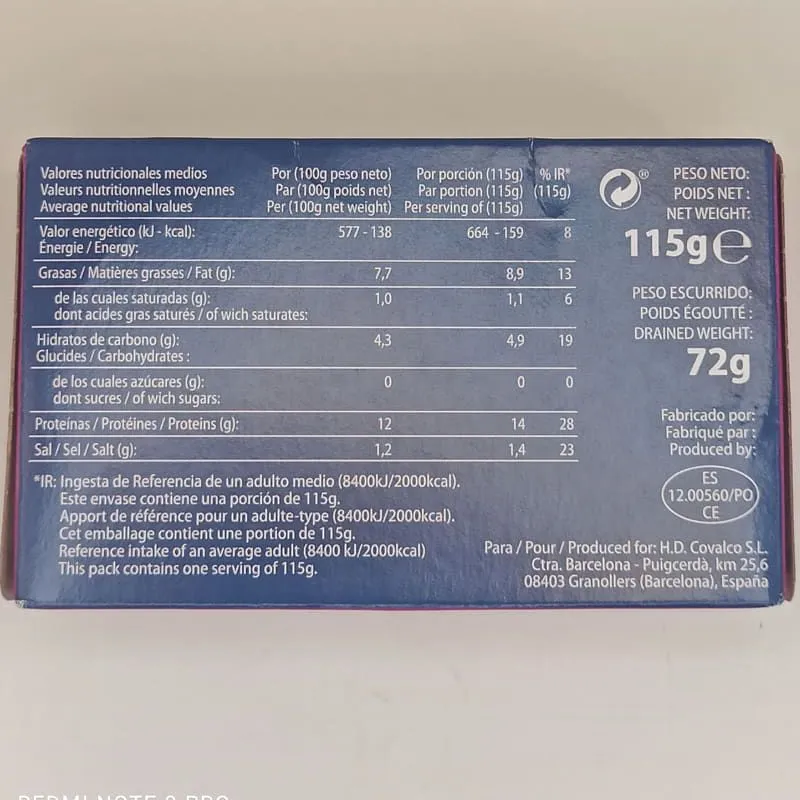 Valores nutricionales medios Por (100g peso neto) Por porción (115g) % IR*
Valeurs nutritionnelles moyennes Par (100g poids net) Par portion (115g) (115g)
Average nutritional values Per (100g net weight) Per serving of (115g)
Valor energético (kJ - kcal): 577 - 138 664 - 159 8
Énergie / Energy:
Grasas / Matières grasses / Fat (g): 7,7 8,9 13
de las cuales saturadas (g): 1,0 1,1 6
dont acides gras saturés / of wich saturates:
Hidratos de carbono (g): 4,3 4,9 19
Glucides / Carbohydrates :
de los cuales azúcares (g): 0 0 0
dont sucres / of wich sugars:
Proteínas / Protéines / Proteins (g): 12 14 28
Sal / Sel / Salt (g): 1,2 1,4 23
*IR: Ingesta de Referencia de un adulto medio (8400kJ/2000kcal).
Este envase contiene una porción de 115g.
Apport de référence pour un adulte-type (8400kJ/2000kcal).
Cet emballage contient une portion de 115g.
Reference intake of an average adult (8400 kJ/2000kcal)
This pack contains one serving of 115g.
®
PESO NETO:
POIDS NET :
NET WEIGHT:
115g℮
PESO ESCURRIDO:
POIDS ÉGOUTTÉ :
DRAINED WEIGHT:
72g
Fabricado por:
Fabriqué par :
Produced by:
ES
12.00560/PO
CE
Para / Pour / Produced for: H.D. Covalco S.L.
Ctra. Barcelona - Puigcerdà, km 25,6
08403 Granollers (Barcelona), España